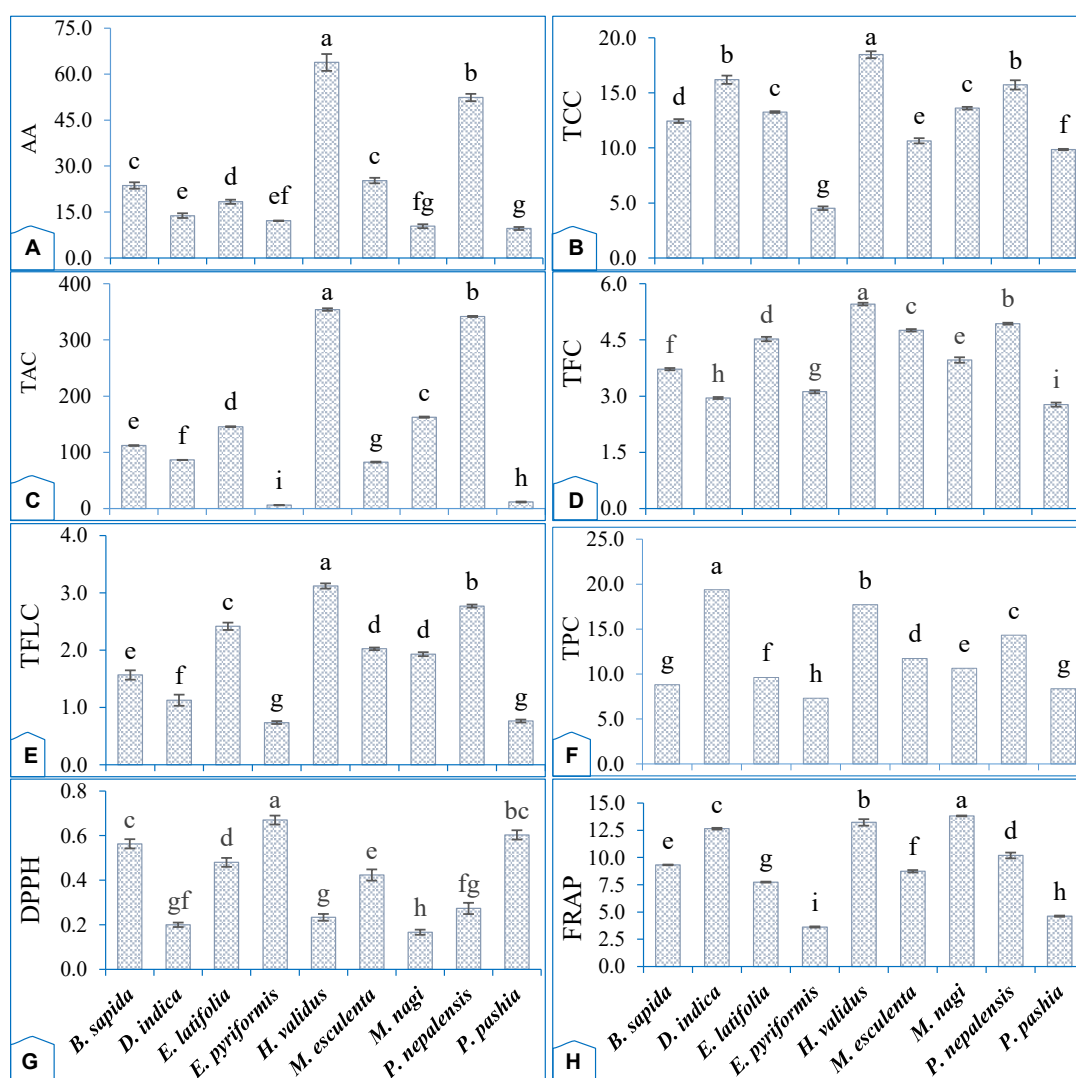 75.0
60.0
45.0
30.0
15.0
0.0
AA
c e d ef a c fg b g
A
20.0
15.0
10.0
5.0
0.0
TCC
d b c g a e c b f
B
400
300
200
100
0
TAC
e f d i a g c b h
C
6.0
4.5
3.0
1.5
0.0
TFC
f h d g a c e b i
D
4.0
3.0
2.0
1.0
0.0
TFLC
e f c g a d d b g
E
25.0
20.0
15.0
10.0
5.0
0.0
TPC
g a f h b d e c g
F
0.8
0.6
0.4
0.2
0.0
DPPH
c gf d a g e h fg bc
B. sapida
D. indica
E. latifolia
E. pyriformis
H. validus
M. esculenta
M. nagi
P. nepalensis
P. pashia
G
15.0
12.5
10.0
7.5
5.0
2.5
0.0
FRAP
e c g i b f a d h
B. sapida
D. indica
E. latifolia
E. pyriformis
H. validus
M. esculenta
M. nagi
P. nepalensis
P. pashia
H